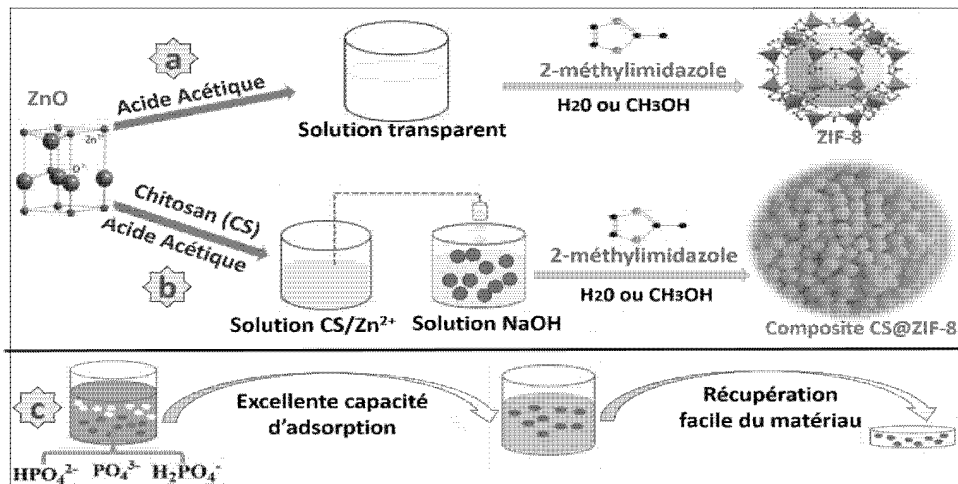 a
ZnO
Zn²⁺
O²⁻
Acide Acétique
Solution transparent
2-méthylimidazole
H20 ou CH3OH
ZIF-8
Chitosan (CS)
Acide Acétique
b
Solution CS/Zn²⁺
Solution NaOH
2-méthylimidazole
H20 ou CH3OH
Composite CS@ZIF-8
c
HPO₄²⁻ PO₄³⁻ H₂PO₄⁻
Excellente capacité
d'adsorption
Récupération
facile du matériau